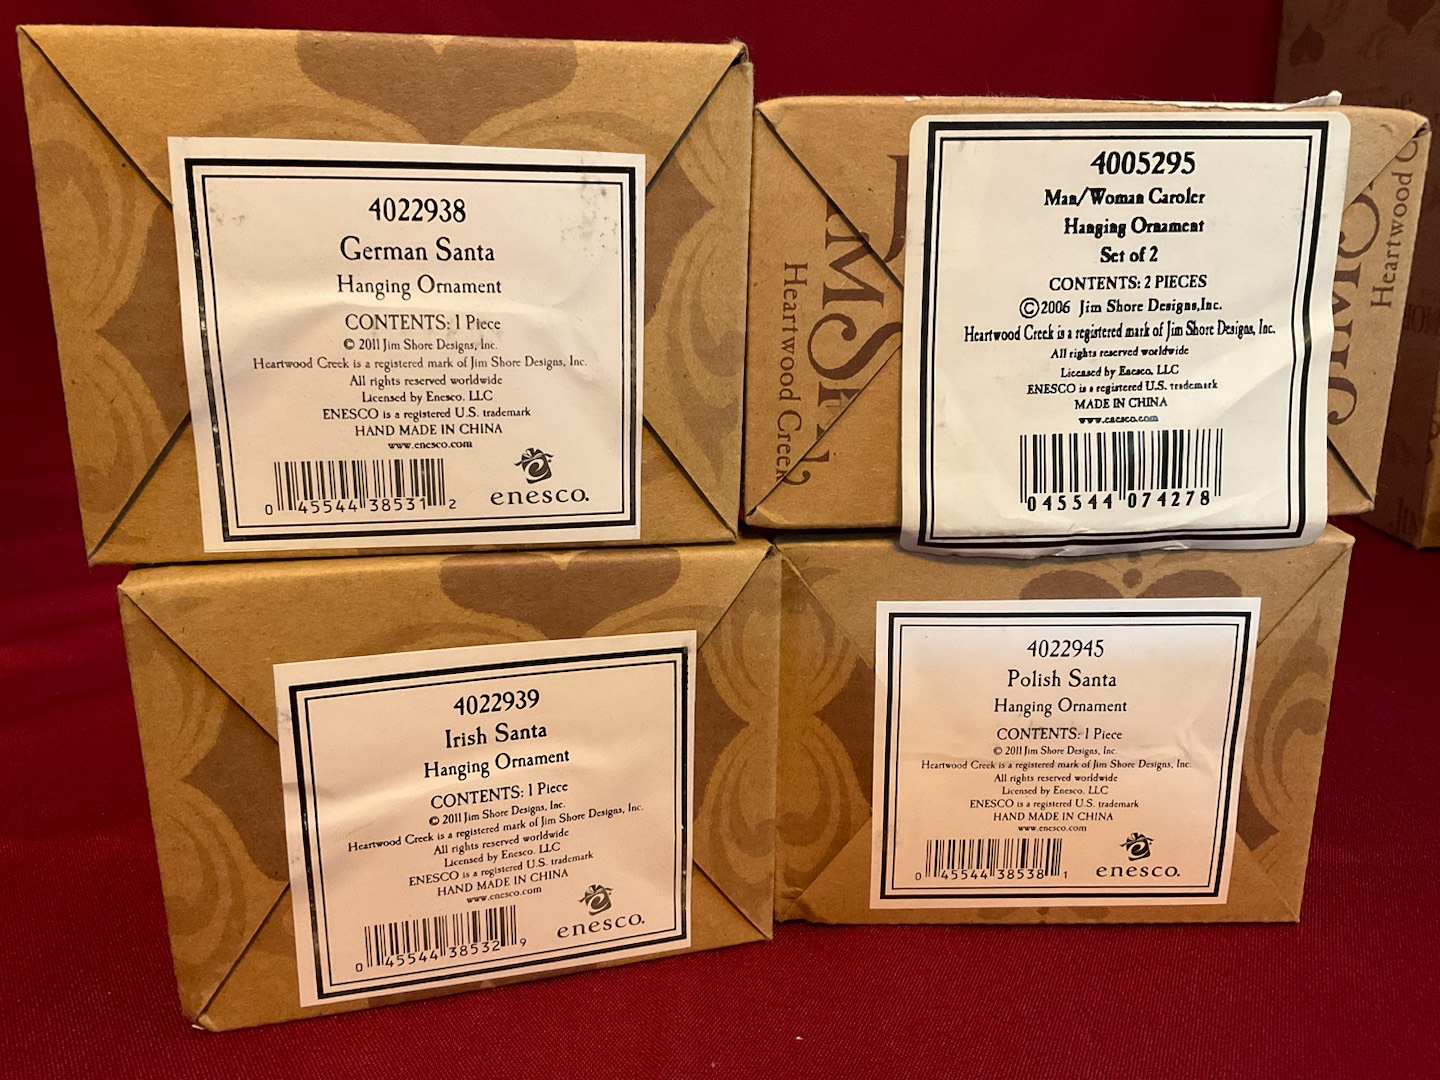 4022938
German Santa
Hanging Ornament
CONTENTS: 1 Piece
© 2011 Jim Shore Designs, Inc.
Heartwood Creek is a registered mark of Jim Shore Designs, Inc.
All rights reserved worldwide
Licensed by Enesco. LLC
ENESCO is a registered U.S. trademark
HAND MADE IN CHINA
www.enesco.com
0 45544 38531 2
enesco.
Heartwood Creek
4005295
Man/Woman Caroler
Hanging Ornament
Set of 2
CONTENTS: 2 PIECES
©2006 Jim Shore Designs,Inc.
Heartwood Creek is a registered mark of Jim Shore Designs, Inc.
All rights reserved worldwide
Licensed by Enesco, LLC
ENESCO is a registered U.S. trademark
MADE IN CHINA
www.enesco.com
045544 074278
Heartwood
4022939
Irish Santa
Hanging Ornament
CONTENTS: 1 Piece
© 2011 Jim Shore Designs, Inc.
Heartwood Creek is a registered mark of Jim Shore Designs, Inc.
All rights reserved worldwide
Licensed by Enesco. LLC
ENESCO is a registered U.S. trademark
HAND MADE IN CHINA
www.enesco.com
0 45544 38532 9
enesco.
4022945
Polish Santa
Hanging Ornament
CONTENTS: 1 Piece
© 2011 Jim Shore Designs, Inc.
Heartwood Creek is a registered mark of Jim Shore Designs, Inc.
All rights reserved worldwide
Licensed by Enesco. LLC
ENESCO is a registered U.S. trademark
HAND MADE IN CHINA
www.enesco.com
0 45544 38538 1
enesco.